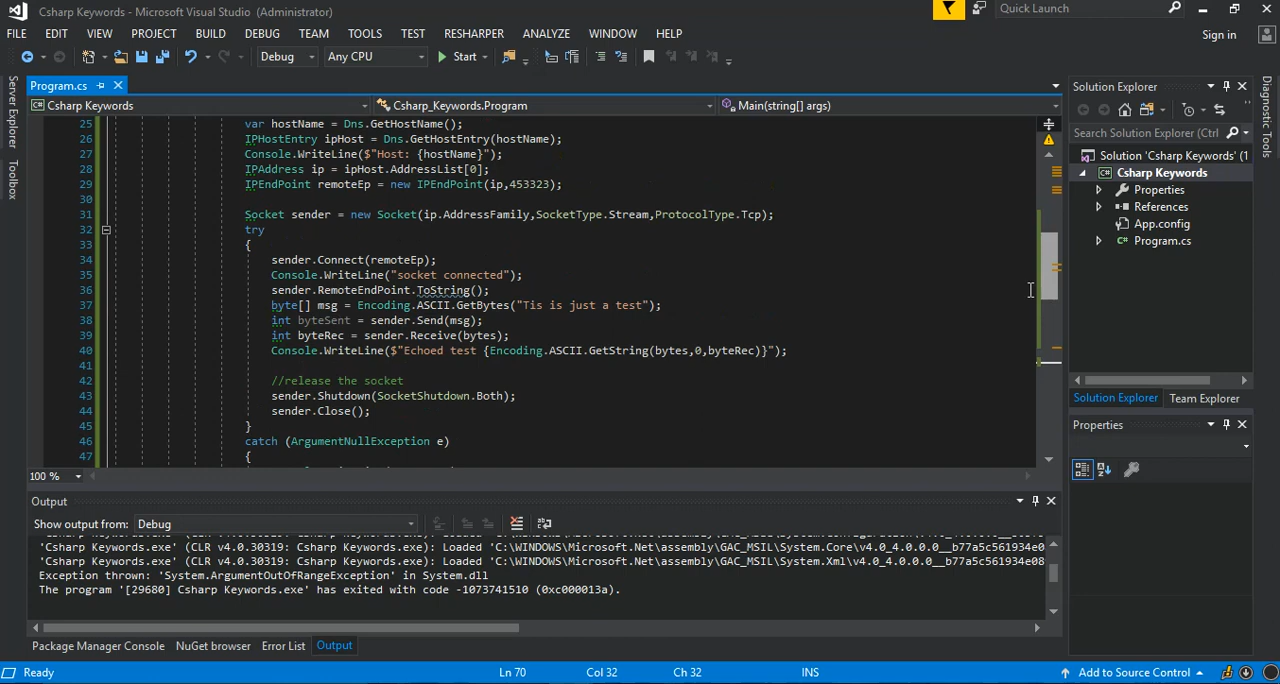 Csharp Keywords - Microsoft Visual Studio (Administrator)
Quick Launch
FILE EDIT VIEW PROJECT BUILD DEBUG TEAM TOOLS TEST RESHARPER ANALYZE WINDOW HELP
Sign in
Debug Any CPU Start
Server Explorer
Toolbox
Program.cs
Csharp Keywords Csharp_Keywords.Program Main(string[] args)
25 var hostName = Dns.GetHostName();
26 IPHostEntry ipHost = Dns.GetHostEntry(hostName);
27 Console.WriteLine($"Host: {hostName}");
28 IPAddress ip = ipHost.AddressList[0];
29 IPEndPoint remoteEp = new IPEndPoint(ip,453323);
30
31 Socket sender = new Socket(ip.AddressFamily,SocketType.Stream,ProtocolType.Tcp);
32 try
33 {
34 sender.Connect(remoteEp);
35 Console.WriteLine("socket connected");
36 sender.RemoteEndPoint.ToString();
37 byte[] msg = Encoding.ASCII.GetBytes("Tis is just a test");
38 int byteSent = sender.Send(msg);
39 int byteRec = sender.Receive(bytes);
40 Console.WriteLine($"Echoed test {Encoding.ASCII.GetString(bytes,0,byteRec)}");
41
42 //release the socket
43 sender.Shutdown(SocketShutdown.Both);
44 sender.Close();
45 }
46 catch (ArgumentNullException e)
47 {
100 %
Solution Explorer
Search Solution Explorer (Ctrl
Solution 'Csharp Keywords' (1
Csharp Keywords
Properties
References
App.config
Program.cs
Solution Explorer Team Explorer
Properties
Diagnostic Tools
Output
Show output from: Debug
'Csharp Keywords.exe' (CLR v4.0.30319: Csharp Keywords.exe): Loaded 'C:\WINDOWS\Microsoft.Net\assembly\GAC_MSIL\System.Core\v4.0_4.0.0.0__b77a5c561934e0
'Csharp Keywords.exe' (CLR v4.0.30319: Csharp Keywords.exe): Loaded 'C:\WINDOWS\Microsoft.Net\assembly\GAC_MSIL\System.Xml\v4.0_4.0.0.0__b77a5c561934e08
Exception thrown: 'System.ArgumentOutOfRangeException' in System.dll
The program '[29680] Csharp Keywords.exe' has exited with code -1073741510 (0xc000013a).
Package Manager Console NuGet browser Error List Output
Ready Ln 70 Col 32 Ch 32 INS Add to Source Control